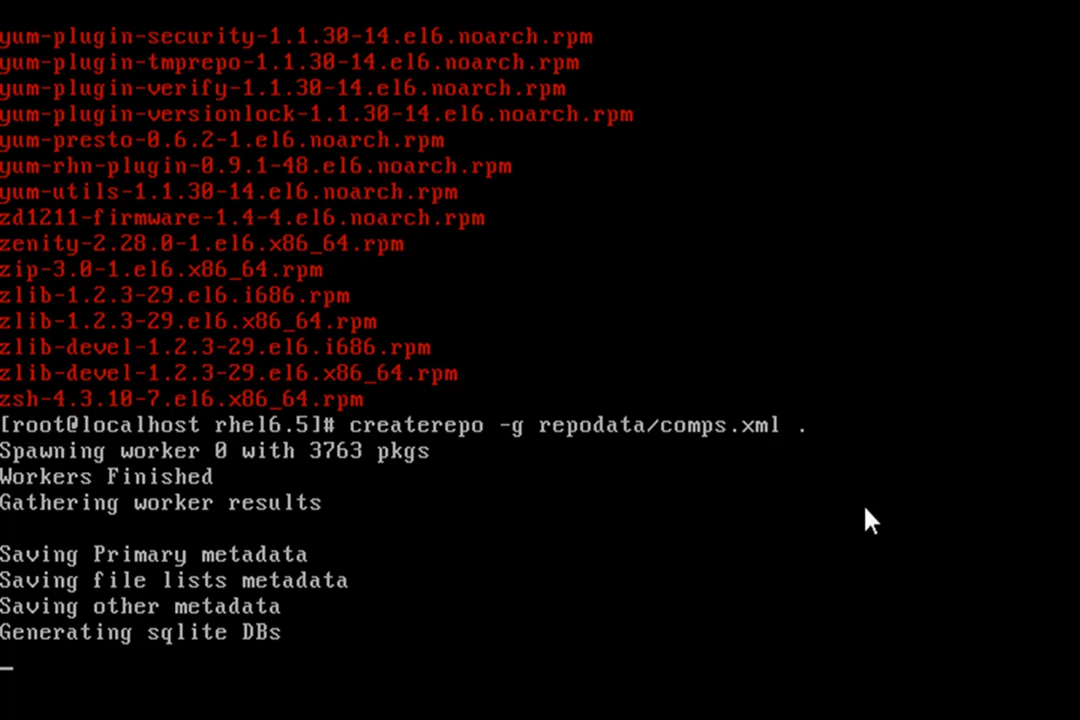 yum-plugin-security-1.1.30-14.el6.noarch.rpm
yum-plugin-tmprepo-1.1.30-14.el6.noarch.rpm
yum-plugin-verify-1.1.30-14.el6.noarch.rpm
yum-plugin-versionlock-1.1.30-14.el6.noarch.rpm
yum-presto-0.6.2-1.el6.noarch.rpm
yum-rhn-plugin-0.9.1-48.el6.noarch.rpm
yum-utils-1.1.30-14.el6.noarch.rpm
zd1211-firmware-1.4-4.el6.noarch.rpm
zenity-2.28.0-1.el6.x86_64.rpm
zip-3.0-1.el6.x86_64.rpm
zlib-1.2.3-29.el6.i686.rpm
zlib-1.2.3-29.el6.x86_64.rpm
zlib-devel-1.2.3-29.el6.i686.rpm
zlib-devel-1.2.3-29.el6.x86_64.rpm
zsh-4.3.10-7.el6.x86_64.rpm
[root@localhost rhel6.5]# createrepo -g repodata/comps.xml .
Spawning worker 0 with 3763 pkgs
Workers Finished
Gathering worker results
Saving Primary metadata
Saving file lists metadata
Saving other metadata
Generating sqlite DBs